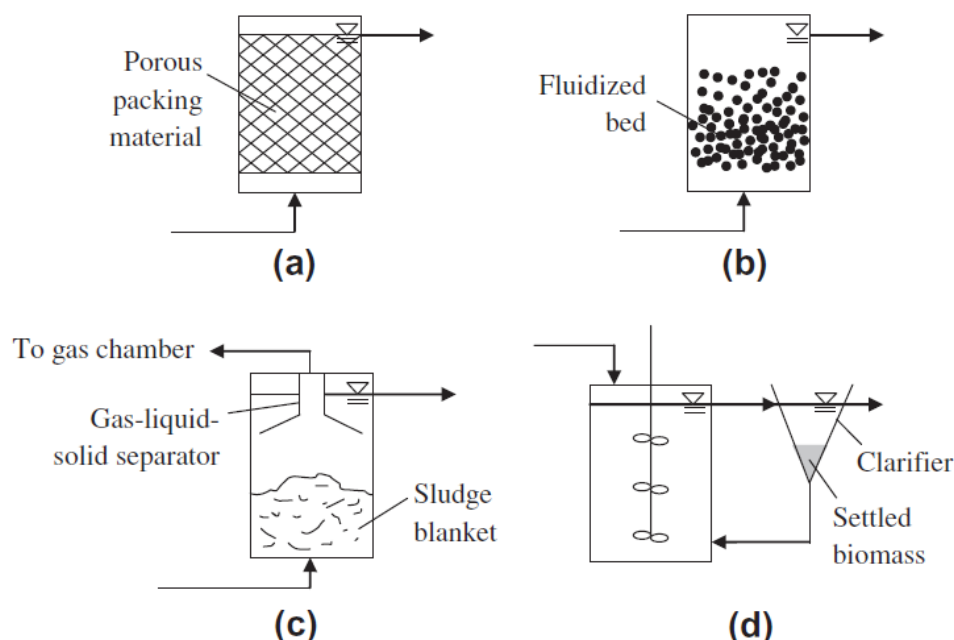 Porous
packing
material
(a)
Fluidized
bed
(b)
To gas chamber
Gas-liquid-
solid separator
Sludge
blanket
(c)
Clarifier
Settled
biomass
(d)